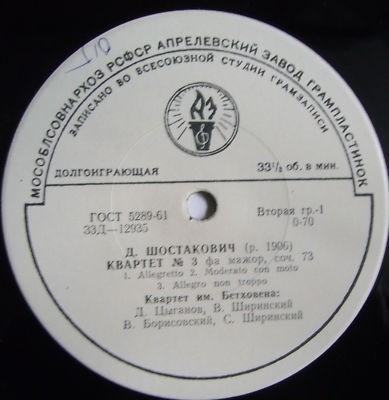 МОСОБЛСОВНАРХОЗ РСФСР АПРЕЛЕВСКИЙ ЗАВОД ГРАМПЛАСТИНОК
ЗАПИСАНО ВО ВСЕСОЮЗНОЙ СТУДИИ ГРАМЗАПИСИ
АЗ
ДОЛГОИГРАЮЩАЯ 33⅓ об. в мин.
ГОСТ 5289-61 Вторая гр.-1
33Д—12935 0-70
Д. ШОСТАКОВИЧ (р. 1906)
КВАРТЕТ № 3 фа мажор, соч. 73
1. Allegretto 2. Moderato con moto
3. Allegro non troppo
Квартет им. Бетховена:
Д. Цыганов, В. Ширинский
В. Борисовский, С. Ширинский